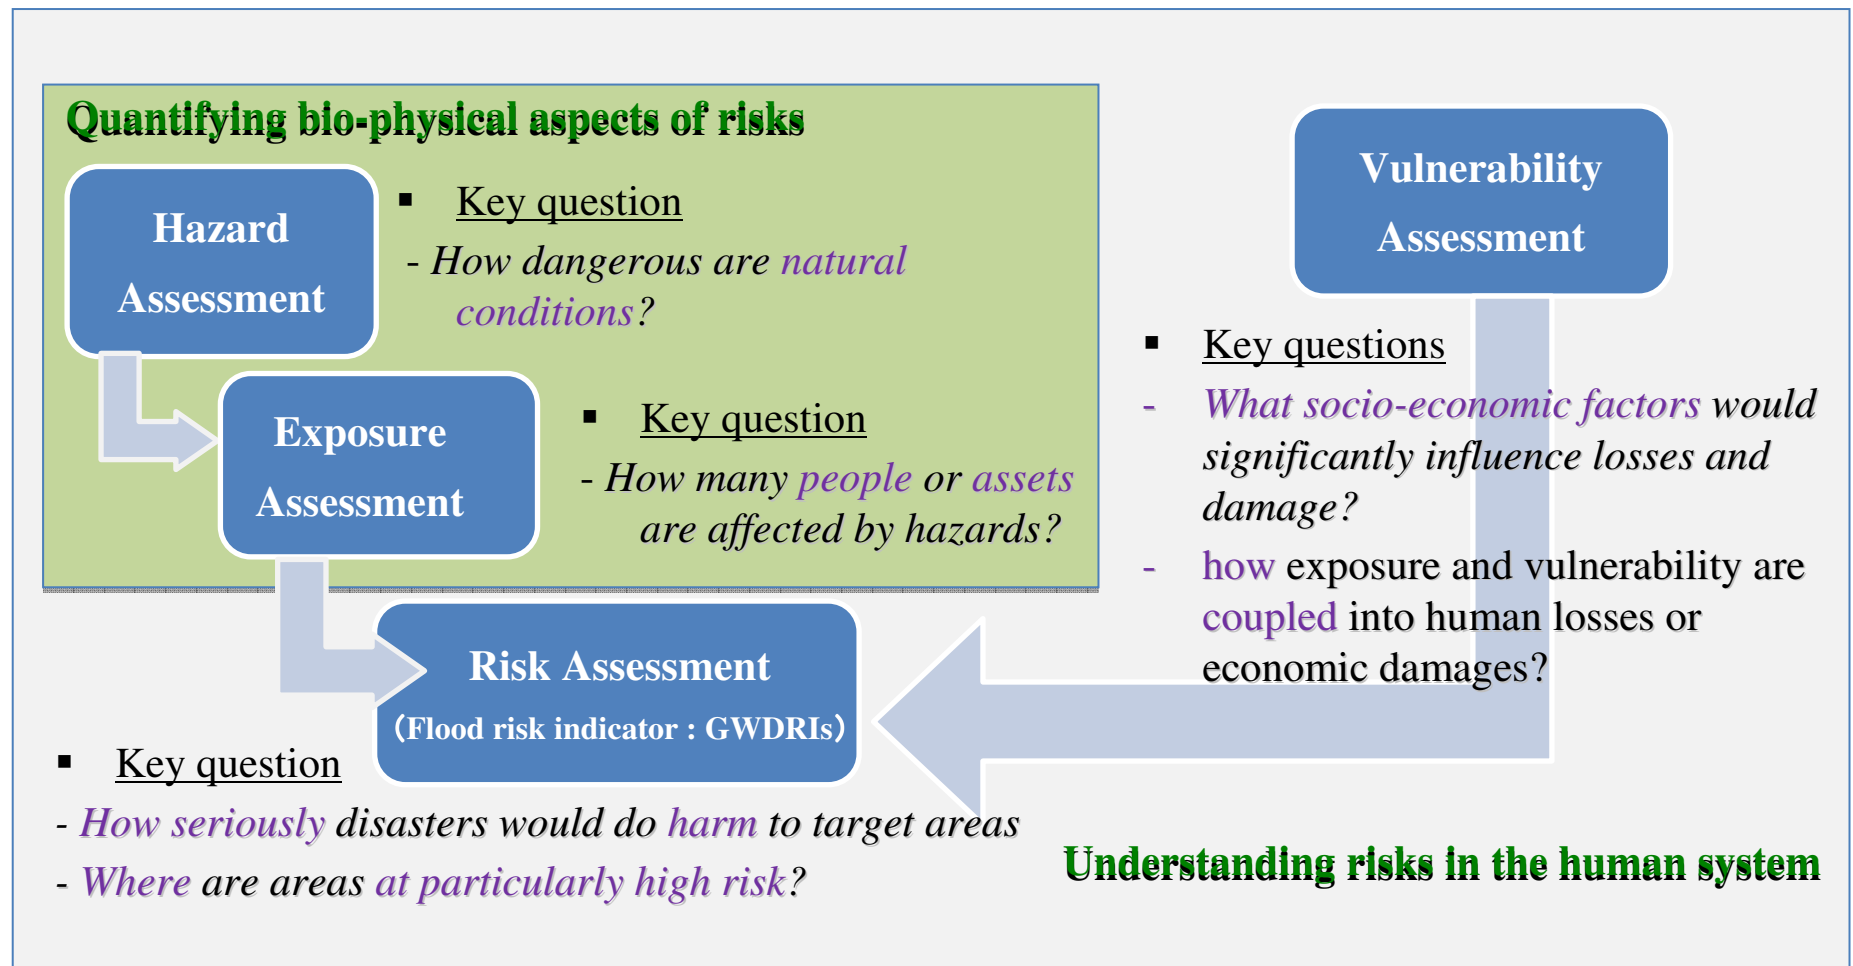 Quantifying bio-physical aspects of risks
Hazard
Assessment
▪ Key question
- How dangerous are natural
conditions?
Exposure
Assessment
▪ Key question
- How many people or assets
are affected by hazards?
Vulnerability
Assessment
▪ Key questions
- What socio-economic factors would
significantly influence losses and
damage?
- how exposure and vulnerability are
coupled into human losses or
economic damages?
Risk Assessment
(Flood risk indicator : GWDRIs)
▪ Key question
- How seriously disasters would do harm to target areas
- Where are areas at particularly high risk?
Understanding risks in the human system